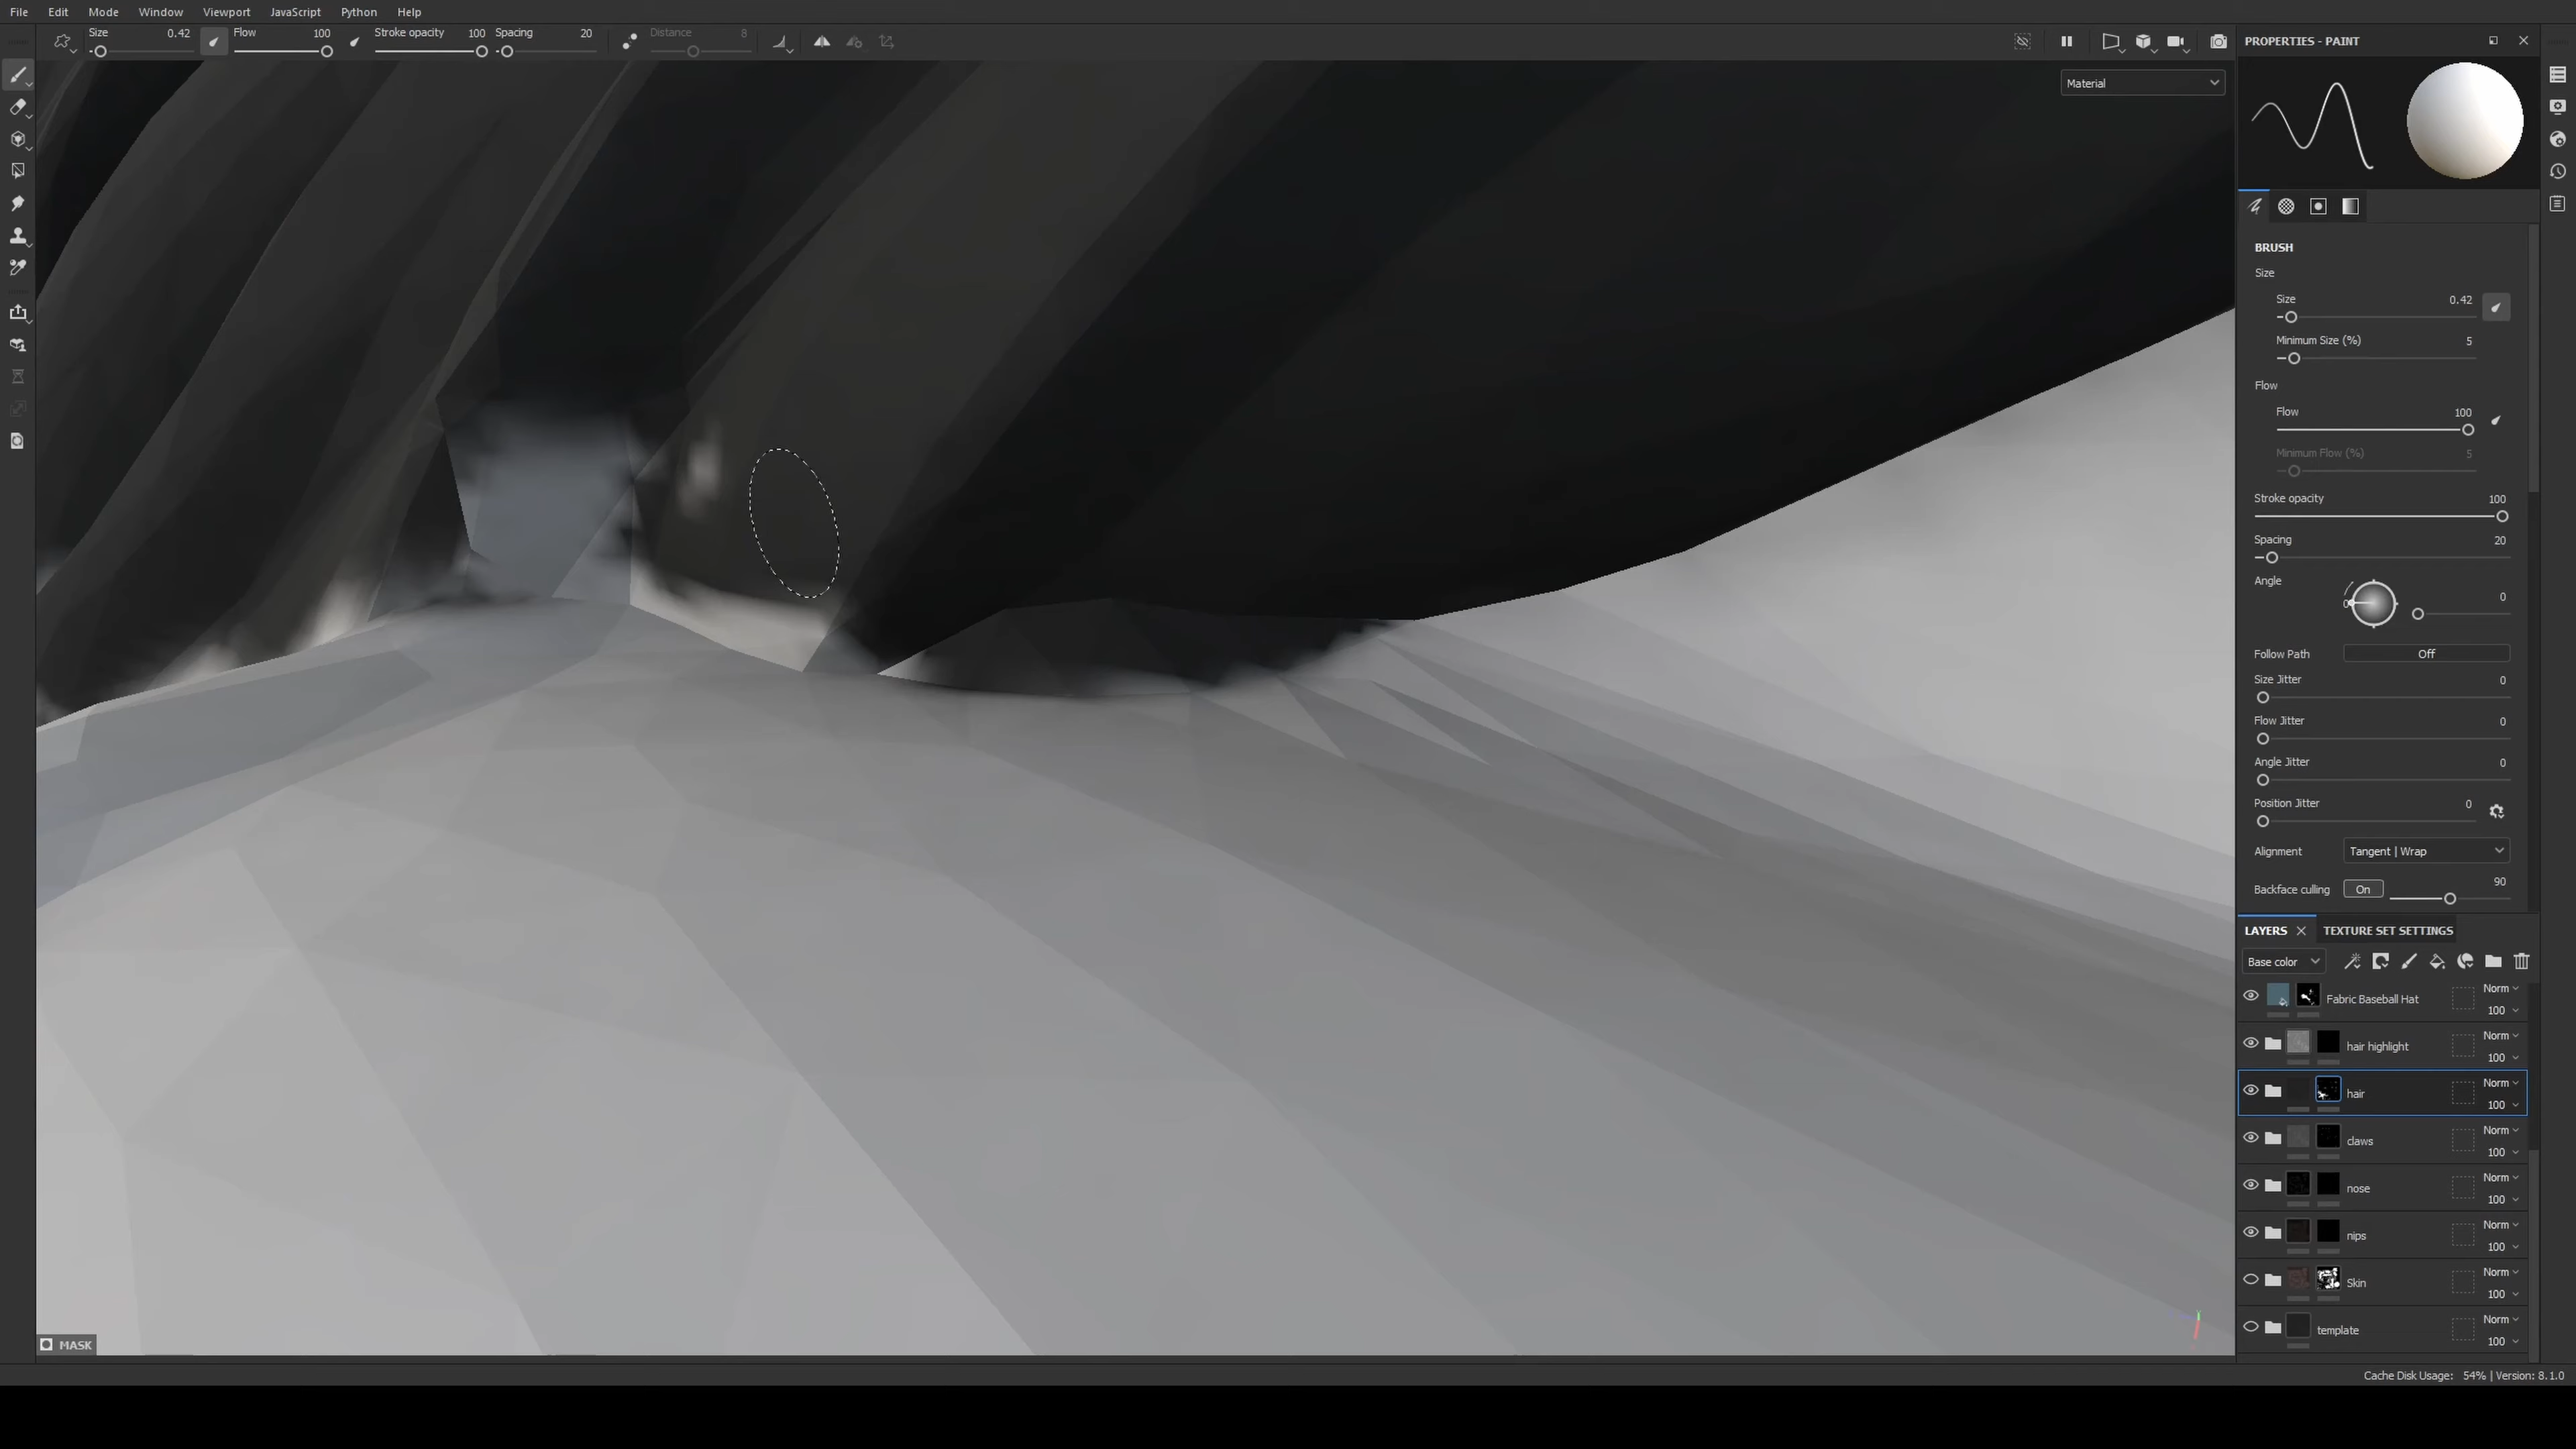 File Edit Mode Window Viewport JavaScript Python Help
Size 0.42 Flow 100 Stroke opacity 100 Spacing 20 Distance 8
Material
PROPERTIES - PAINT
BRUSH
Size
Size 0.42
Minimum Size (%) 5
Flow
Flow 100
Minimum Flow (%) 5
Stroke opacity 100
Spacing 20
Angle 0 0
Follow Path Off
Size Jitter 0
Flow Jitter 0
Angle Jitter 0
Position Jitter 0
Alignment Tangent | Wrap
Backface culling On 90
LAYERS TEXTURE SET SETTINGS
Base color
Fabric Baseball Hat Norm 100
hair highlight Norm 100
hair Norm 100
claws Norm 100
nose Norm 100
nips Norm 100
Skin Norm 100
template Norm 100
MASK
Cache Disk Usage: 54% | Version: 8.1.0